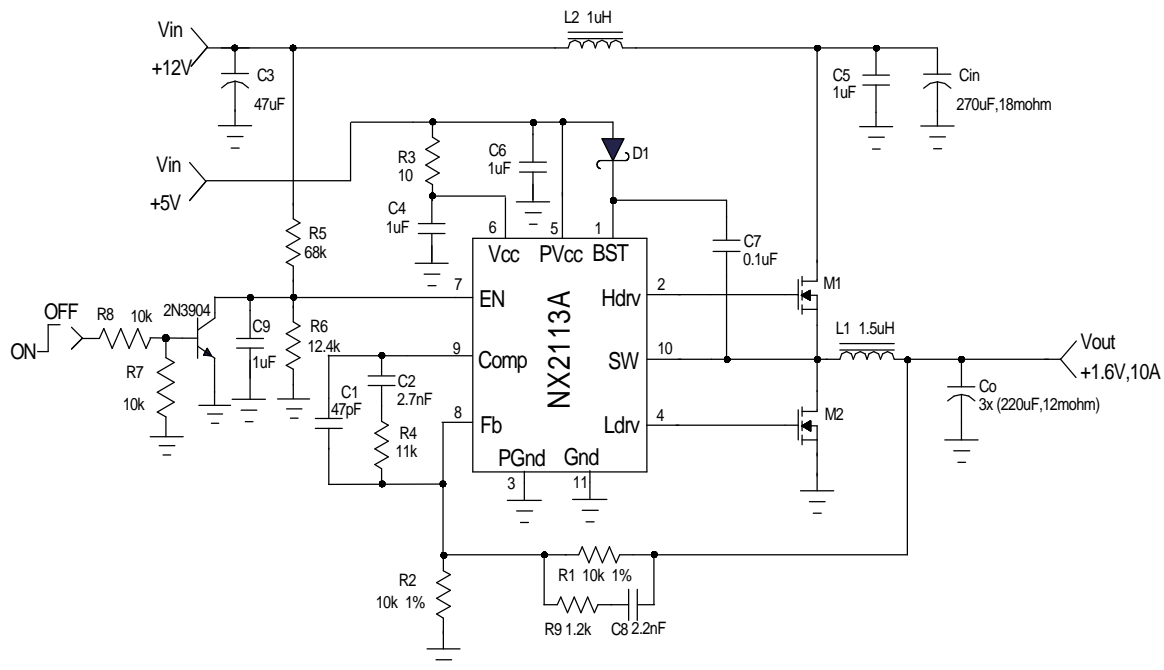 L2 1uH
Vin
+12V
C3
47uF
C5
1uF
Cin
270uF,18mohm
Vin
+5V
R3
10
C6
1uF
D1
C4
1uF
R5
68k
6
5
1
Vcc
PVcc
BST
C7
0.1uF
7
EN
Hdrv
2
M1
OFF
ON
R8
10k
2N3904
C9
1uF
R6
12.4k
NX2113A
L1 1.5uH
9
Comp
SW
10
Vout
+1.6V,10A
R7
10k
C1
47pF
C2
2.7nF
Co
3x (220uF,12mohm)
R4
11k
8
Fb
Ldrv
4
M2
PGnd
Gnd
3
11
R1 10k 1%
R2
10k 1%
R9 1.2k
C8 2.2nF